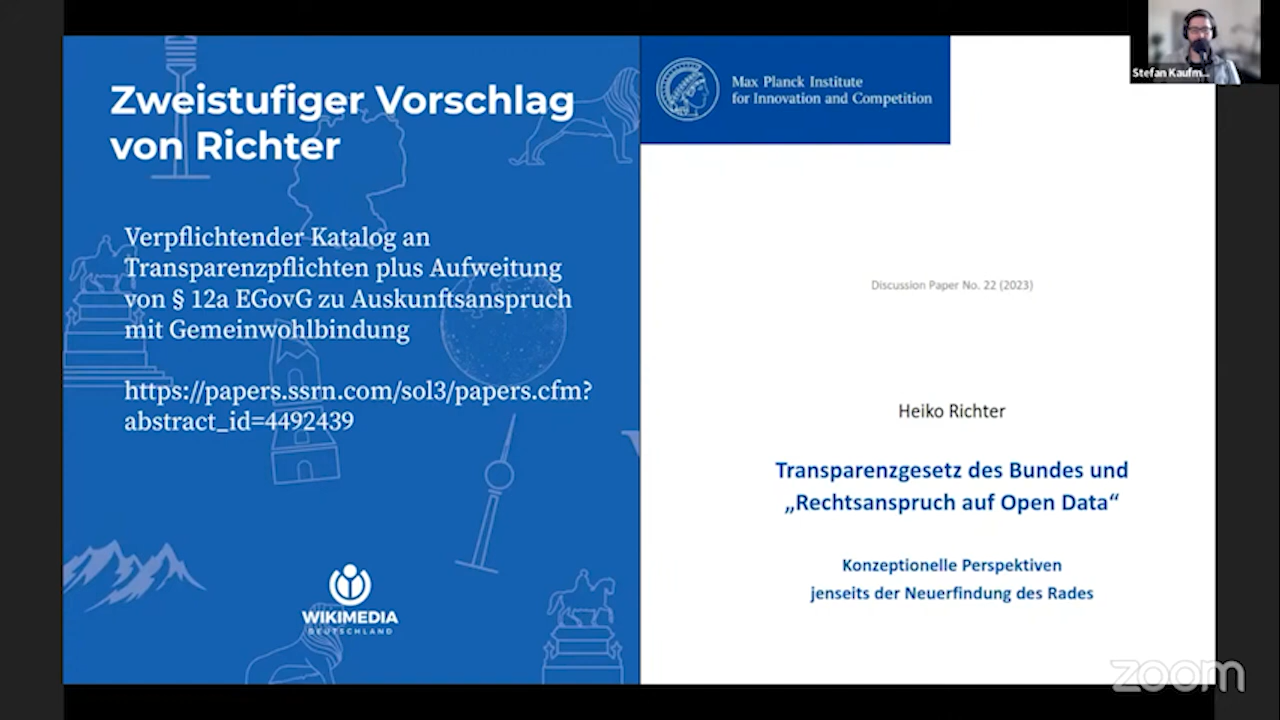 Zweistufiger Vorschlag
von Richter
Verpflichtender Katalog an
Transparenzpflichten plus Aufweitung
von § 12a EGovG zu Auskunftsanspruch
mit Gemeinwohlbindung
https://papers.ssrn.com/sol3/papers.cfm?
abstract_id=4492439
WIKIMEDIA
DEUTSCHLAND
Max Planck Institute
for Innovation and Competition
Discussion Paper No. 22 (2023)
Heiko Richter
Transparenzgesetz des Bundes und
„Rechtsanspruch auf Open Data“
Konzeptionelle Perspektiven
jenseits der Neuerfindung des Rades
Stefan Kaufm...
zoom